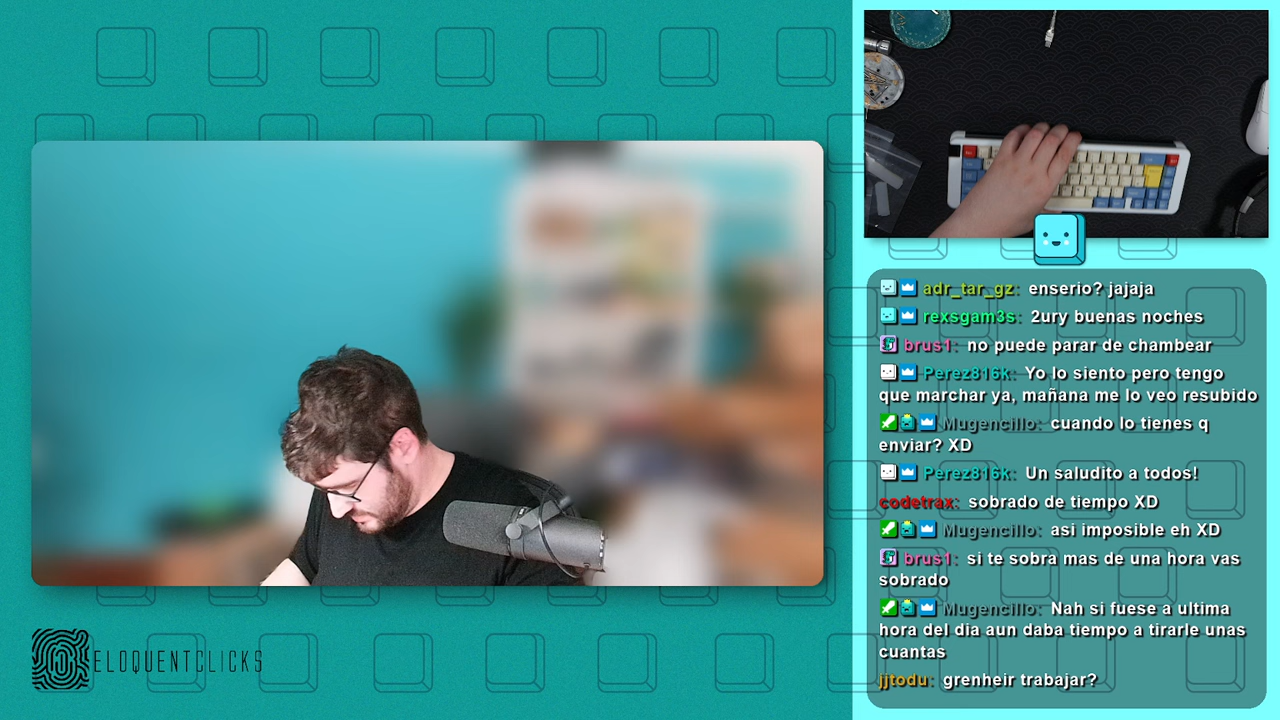 adr_tar_gz: enserio? jajaja
rexsgam3s: 2ury buenas noches
brus1: no puede parar de chambear
Perez816k: Yo lo siento pero tengo
que marchar ya, mañana me lo veo resubido
Mugencillo: cuando lo tienes q
enviar? XD
Perez816k: Un saludito a todos!
codetrax: sobrado de tiempo XD
Mugencillo: asi imposible eh XD
brus1: si te sobra mas de una hora vas
sobrado
Mugencillo: Nah si fuese a ultima
hora del dia aun daba tiempo a tirarle unas
cuantas
jjtodu: grenheir trabajar?
ELOQUENTCLICKS